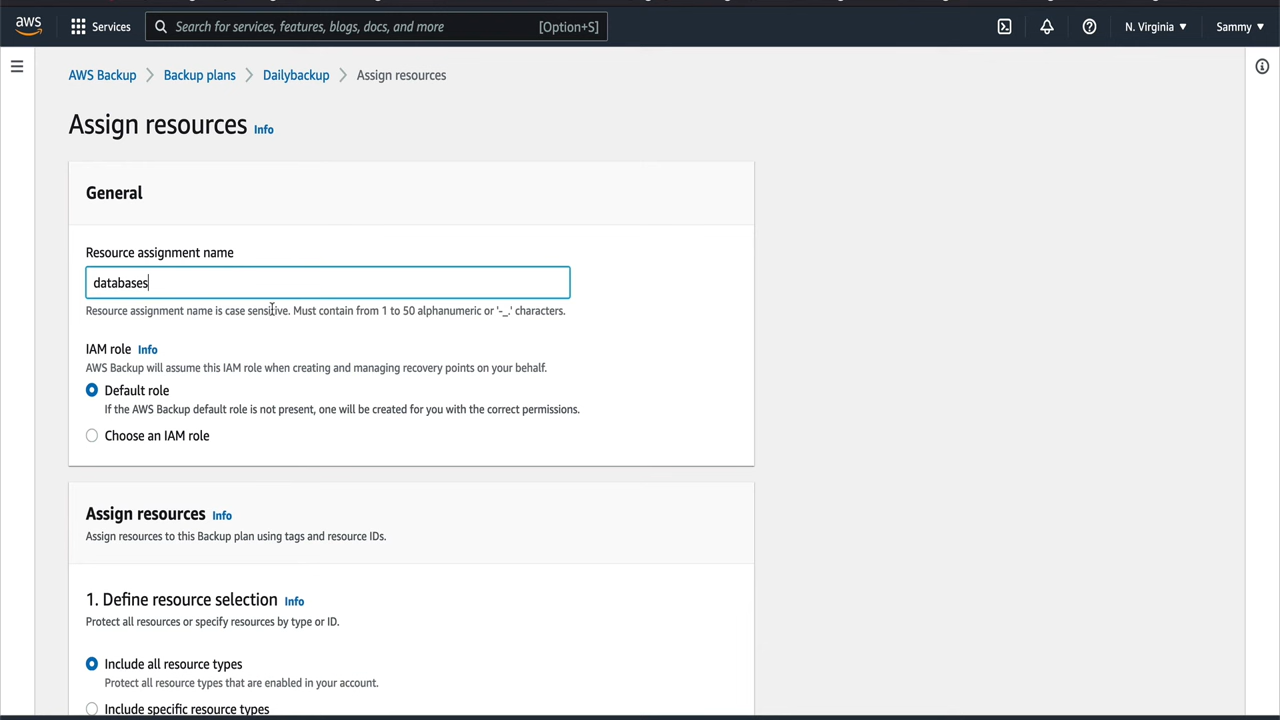 aws Services Search for services, features, blogs, docs, and more [Option+S] N. Virginia ▼ Sammy ▼
AWS Backup > Backup plans > Dailybackup > Assign resources
Assign resources Info
General
Resource assignment name
databases
Resource assignment name is case sensitive. Must contain from 1 to 50 alphanumeric or '-_.' characters.
IAM role Info
AWS Backup will assume this IAM role when creating and managing recovery points on your behalf.
Default role
If the AWS Backup default role is not present, one will be created for you with the correct permissions.
Choose an IAM role
Assign resources Info
Assign resources to this Backup plan using tags and resource IDs.
1. Define resource selection Info
Protect all resources or specify resources by type or ID.
Include all resource types
Protect all resource types that are enabled in your account.
Include specific resource types